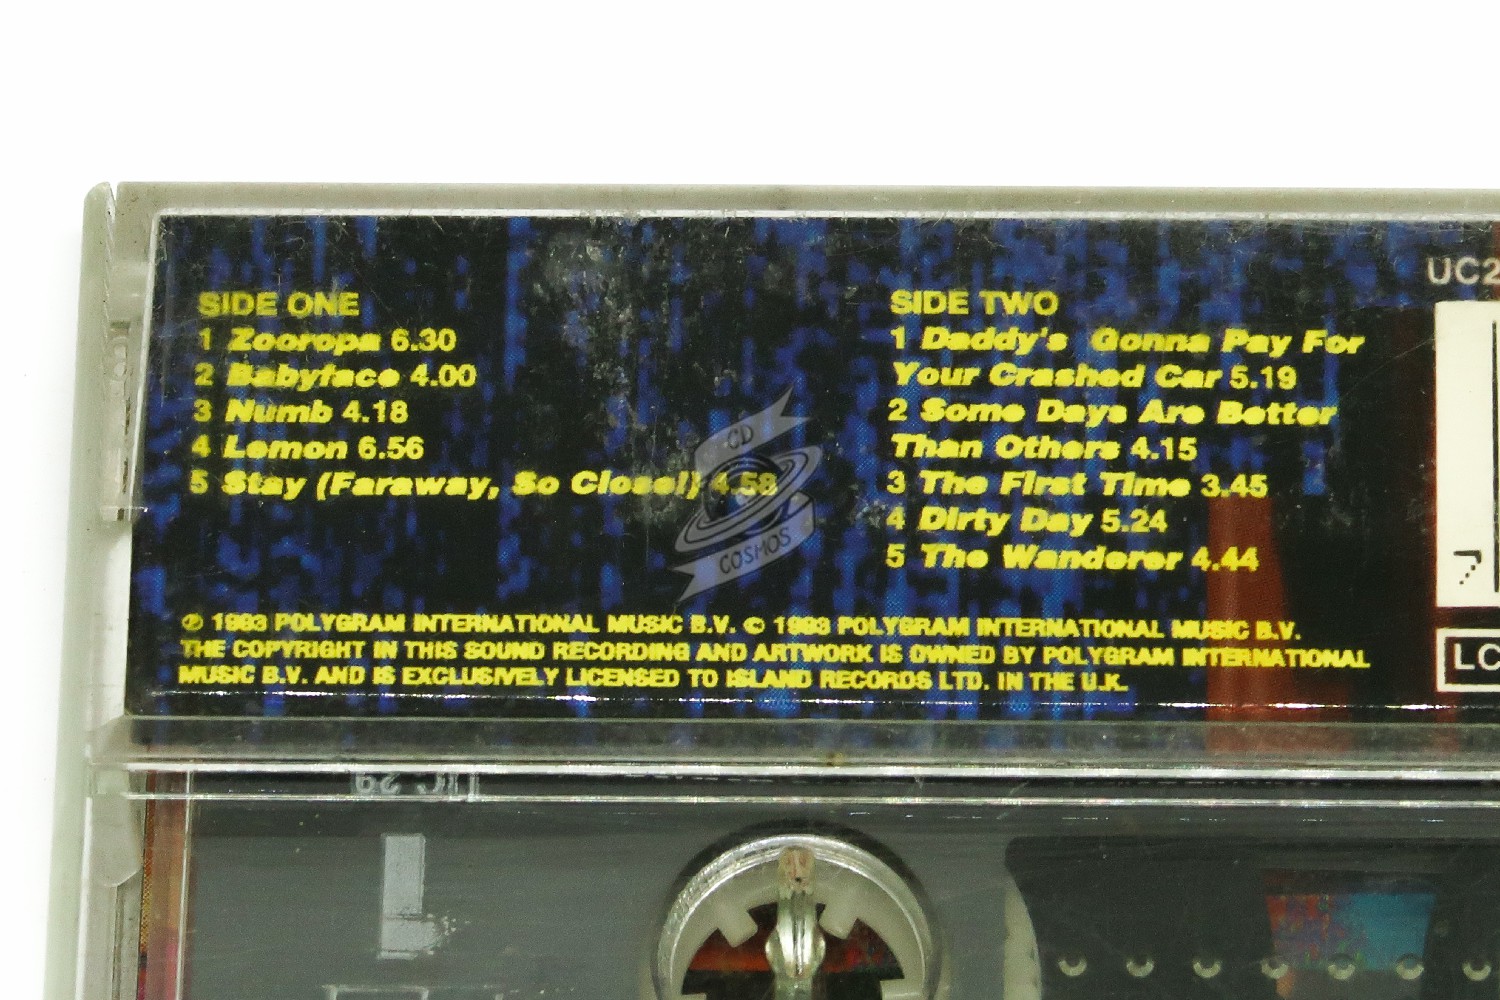 SIDE ONE
1 Zooropa 6.30
2 Babyface 4.00
3 Numb 4.18
4 Lemon 6.56
5 Stay (Faraway, So Close!) 4.58
SIDE TWO
1 Daddy's Gonna Pay For
Your Crashed Car 5.19
2 Some Days Are Better
Than Others 4.15
3 The First Time 3.45
4 Dirty Day 5.24
5 The Wanderer 4.44
℗ 1993 POLYGRAM INTERNATIONAL MUSIC B.V. © 1993 POLYGRAM INTERNATIONAL MUSIC B.V.
THE COPYRIGHT IN THIS SOUND RECORDING AND ARTWORK IS OWNED BY POLYGRAM INTERNATIONAL
MUSIC B.V. AND IS EXCLUSIVELY LICENSED TO ISLAND RECORDS LTD. IN THE U.K.
UC2
7
LC
CD
COSMOS
UC 29
1